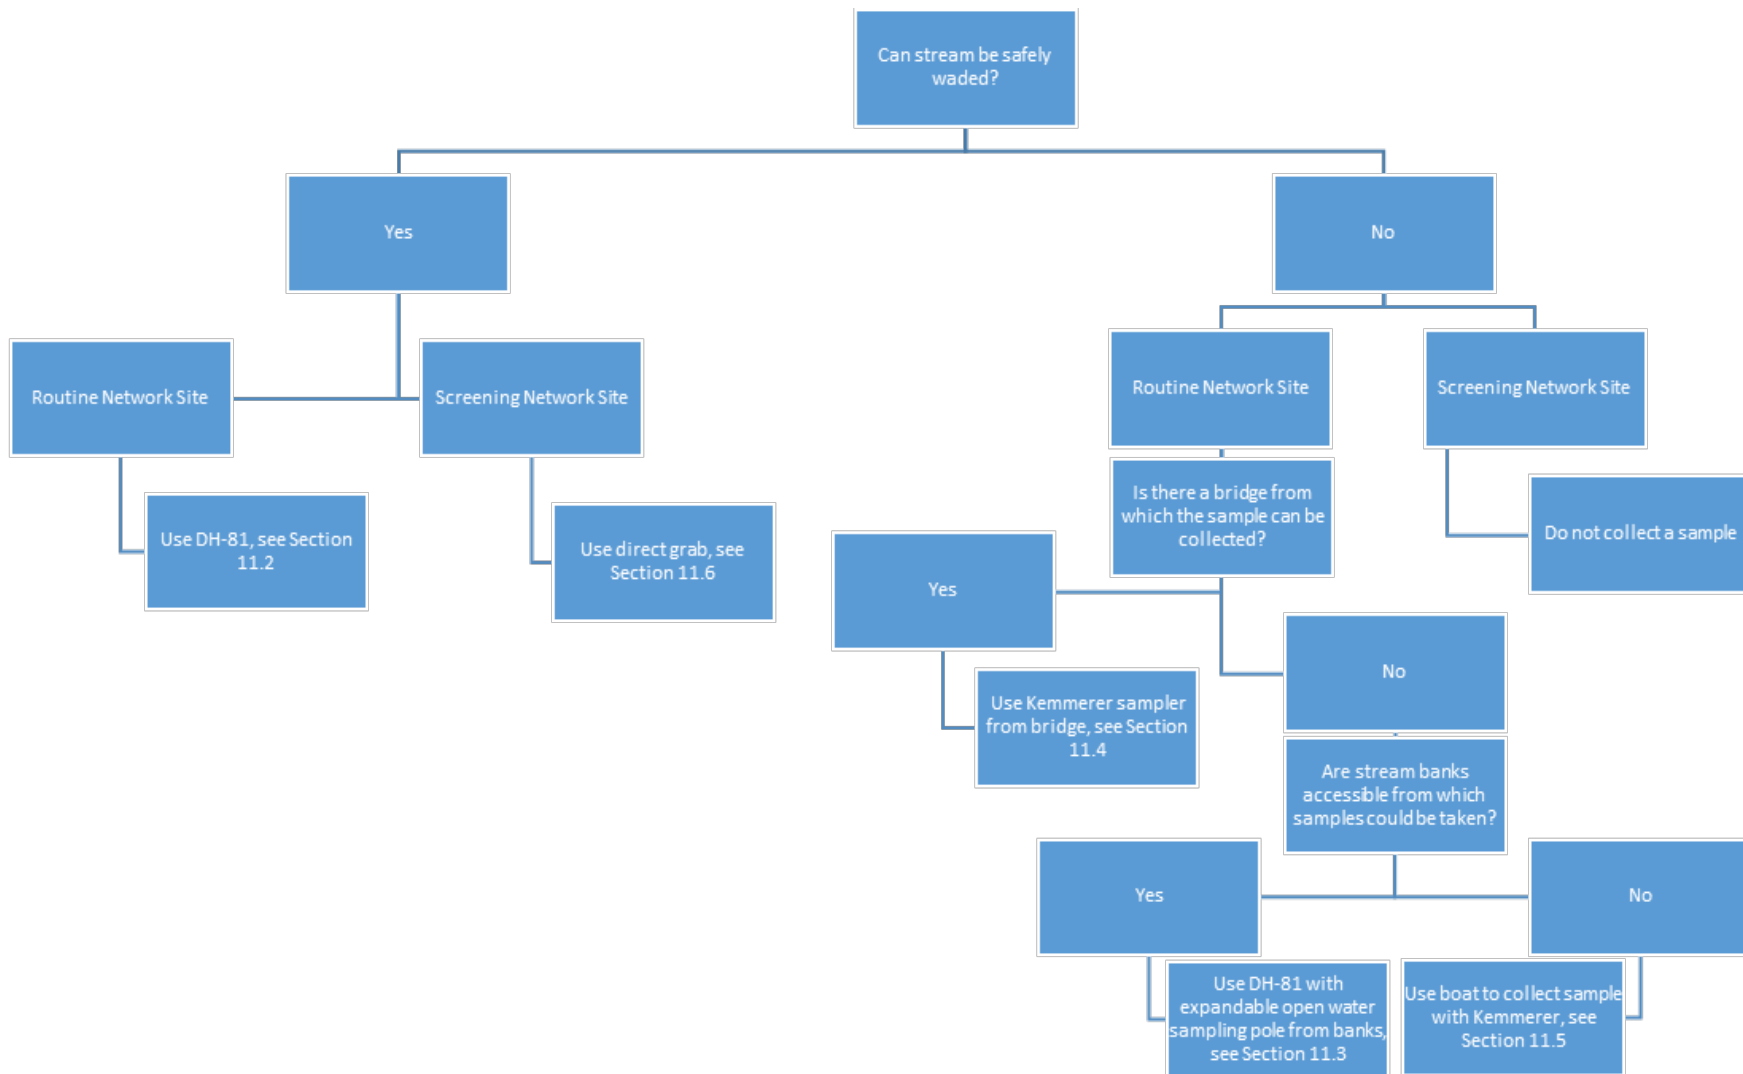 Can stream be safely
waded?
Yes
No
Routine Network Site
Screening Network Site
Routine Network Site
Screening Network Site
Use DH-81, see Section
11.2
Use direct grab, see
Section 11.6
Is there a bridge from
which the sample can be
collected?
Do not collect a sample
Yes
No
Use Kemmerer sampler
from bridge, see Section
11.4
Are stream banks
accessible from which
samples could be taken?
Yes
No
Use DH-81 with
expandable open water
sampling pole from banks,
see Section 11.3
Use boat to collect sample
with Kemmerer, see
Section 11.5